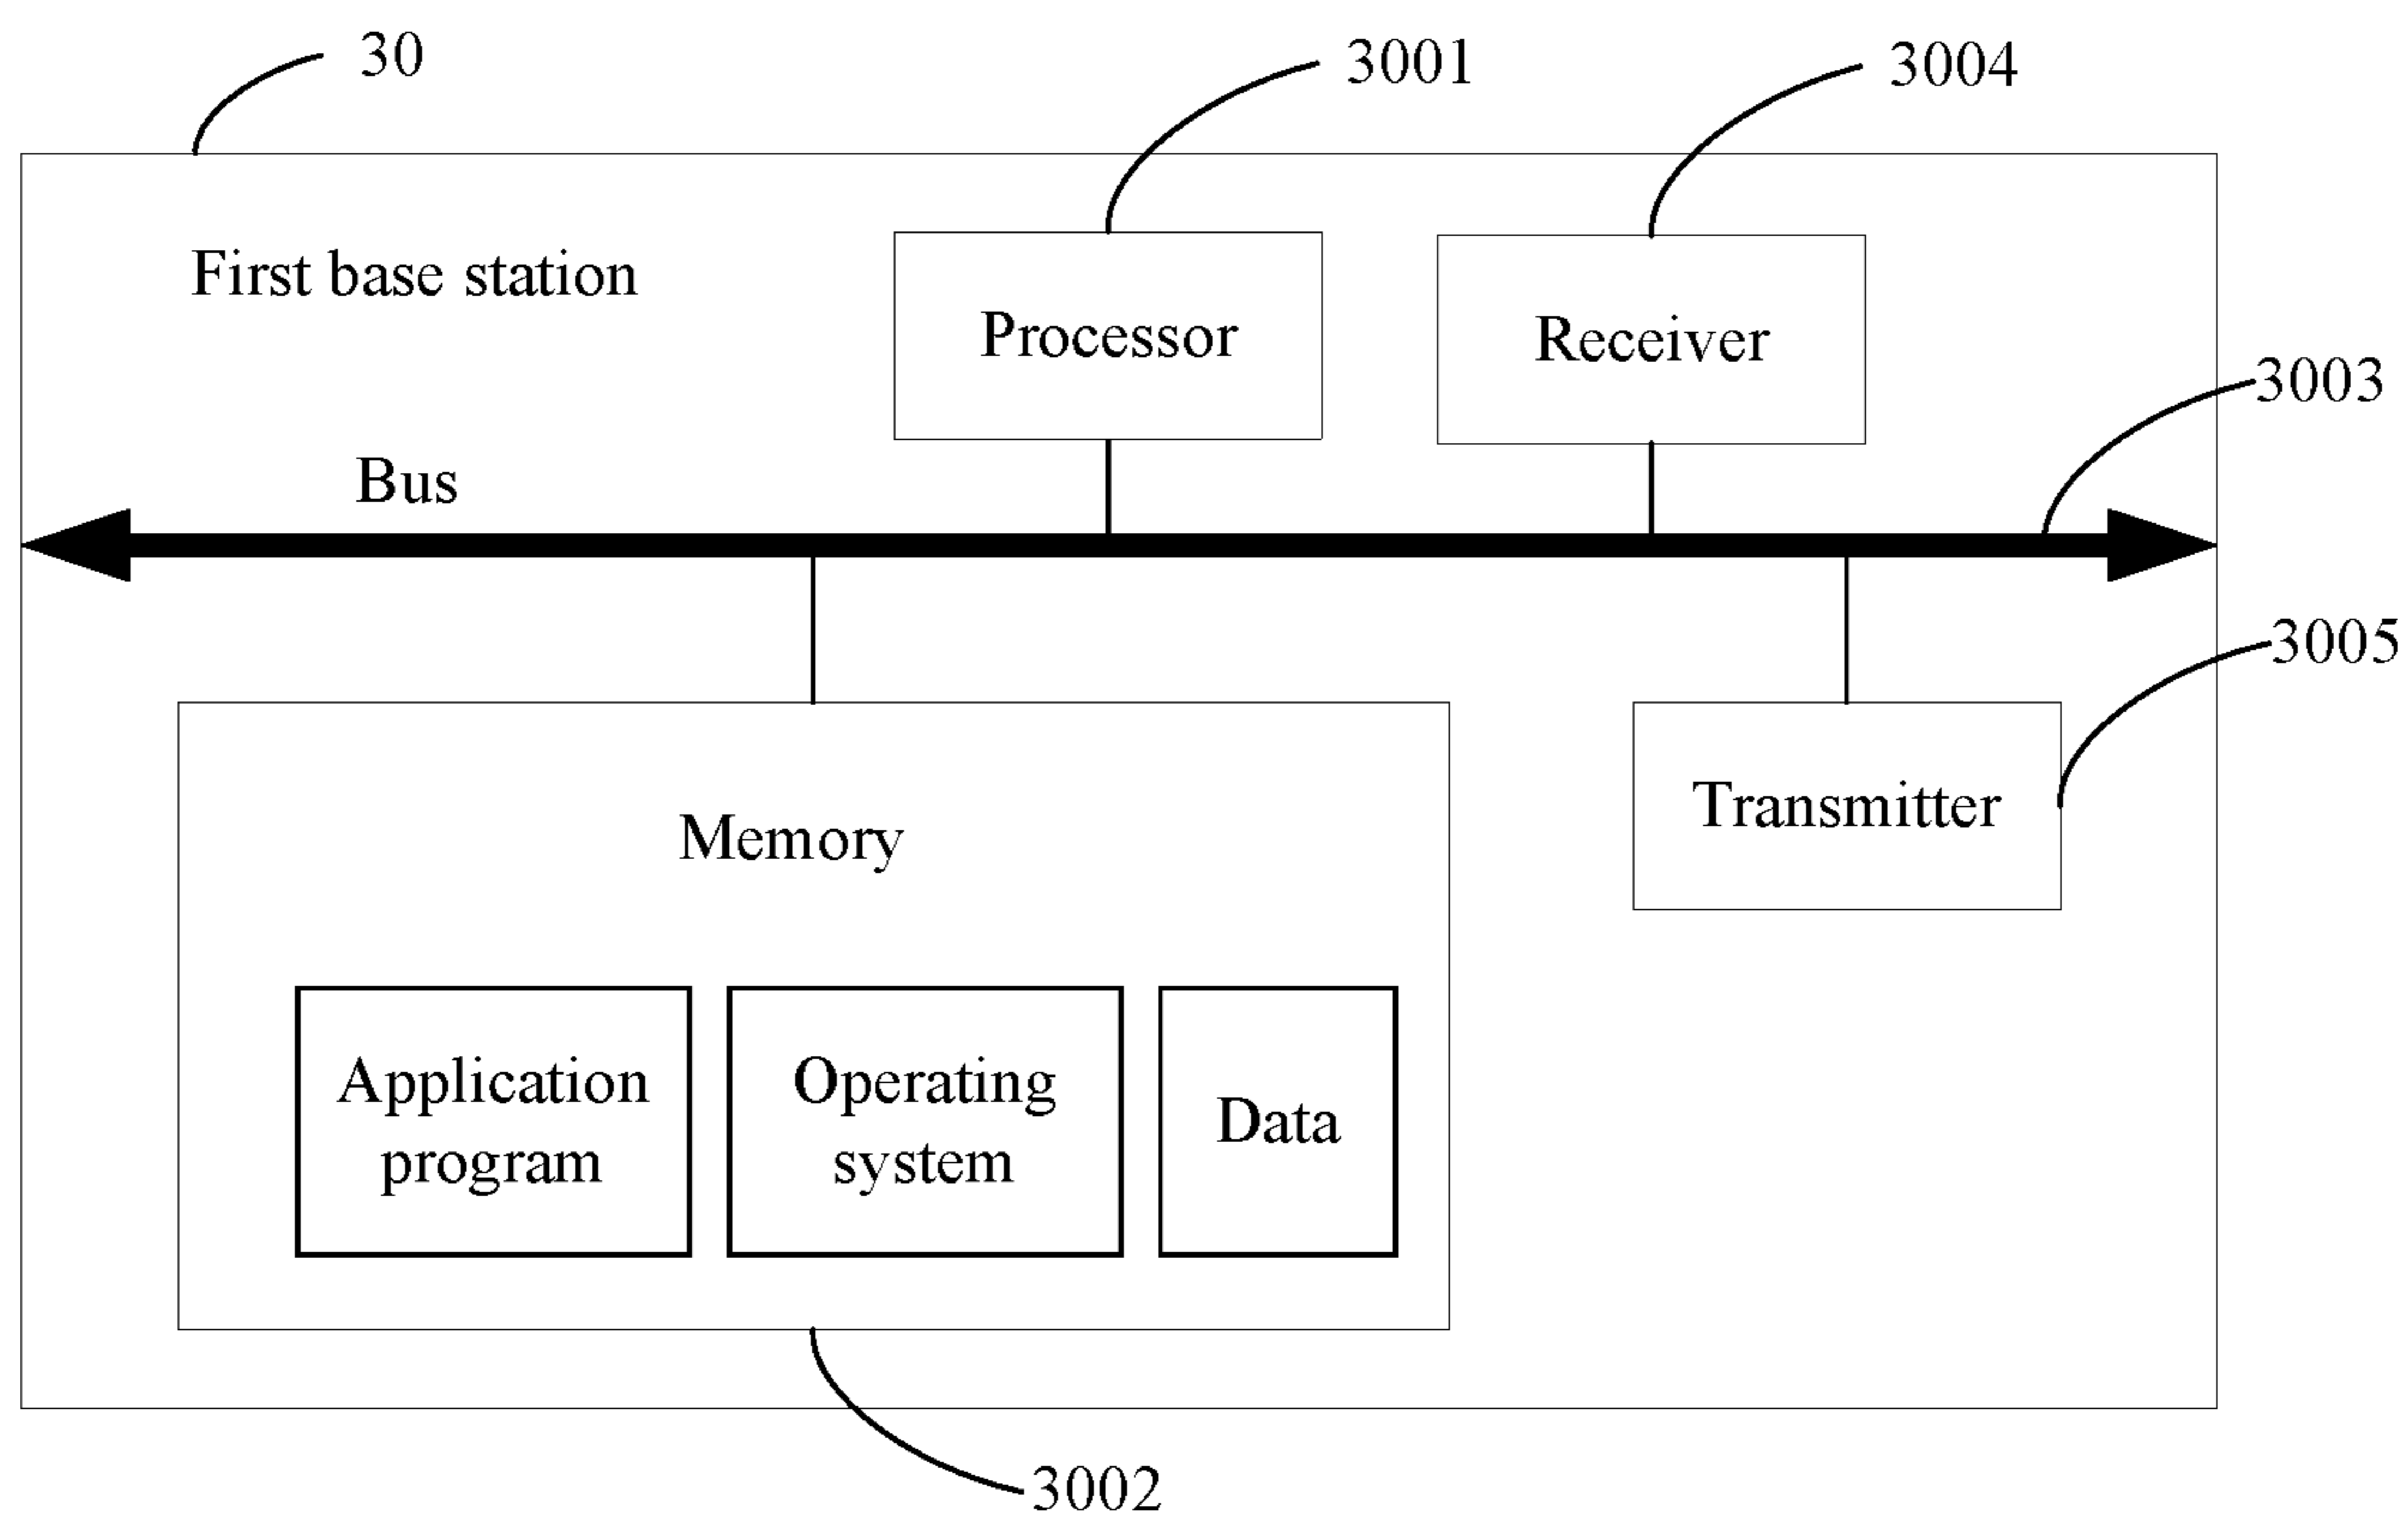 30
3001
3004
First base station
Processor
Receiver
3003
Bus
3005
Transmitter
Memory
Application
program
Operating
system
Data
3002